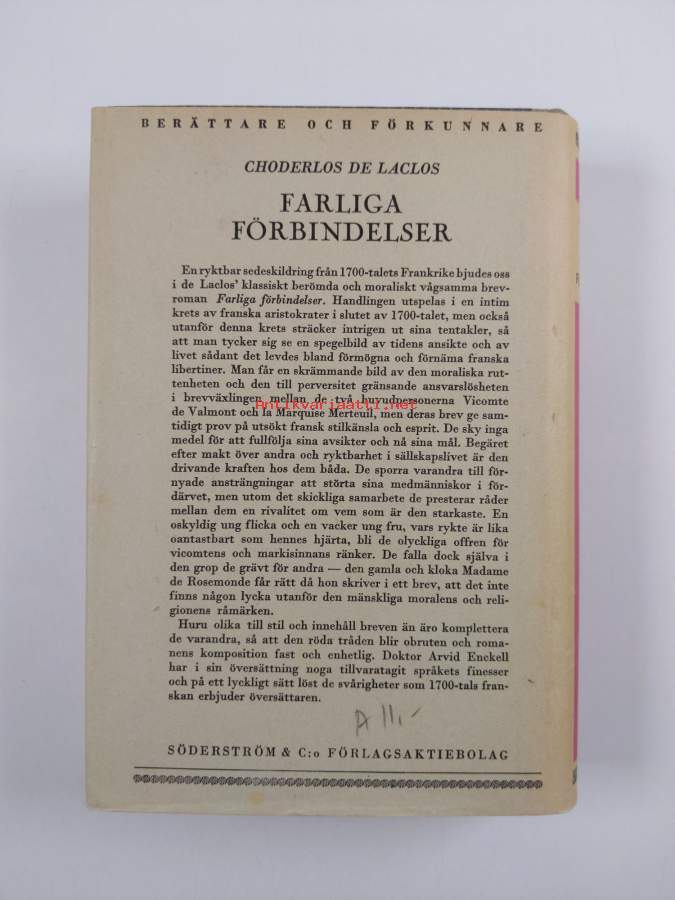 BERÄTTARE OCH FÖRKUNNARE
CHODERLOS DE LACLOS
FARLIGA
FÖRBINDELSER
En ryktbar sedeskildring från 1700-talets Frankrike bjudes oss
i de Laclos' klassiskt berömda och moraliskt vågsamma brev-
roman Farliga förbindelser. Handlingen utspelas i en intim
krets av franska aristokrater i slutet av 1700-talet, men också
utanför denna krets sträcker intrigen ut sina tentakler, så
att man tycker sig se en spegelbild av tidens ansikte och av
livet sådant det levdes bland förmögna och förnäma franska
libertiner. Man får en skrämmande bild av den moraliska rut-
tenheten och den till perversitet gränsande ansvarslösheten
i brevväxlingen mellan de två huvudpersonerna Vicomte
Antikvariaatti.net
de Valmont och la Marquise Merteuil, men deras brev ge sam-
tidigt prov på utsökt fransk stilkänsla och esprit. De sky inga
medel för att fullfölja sina avsikter och nå sina mål. Begäret
efter makt över andra och ryktbarhet i sällskapslivet är den
drivande kraften hos dem båda. De sporra varandra till för-
nyade ansträngningar att störta sina medmänniskor i för-
därvet, men utom det skickliga samarbete de presterar råder
mellan dem en rivalitet om vem som är den starkaste. En
oskyldig ung flicka och en vacker ung fru, vars rykte är lika
oantastbart som hennes hjärta, bli de olyckliga offren för
vicomtens och markisinnans ränker. De falla dock själva i
den grop de grävt för andra — den gamla och kloka Madame
de Rosemonde får rätt då hon skriver i ett brev, att det inte
finns någon lycka utanför den mänskliga moralens och reli-
gionens råmärken.
Huru olika till stil och innehåll breven än äro komplettera
de varandra, så att den röda tråden blir obruten och roma-
nens komposition fast och enhetlig. Doktor Arvid Enckell
har i sin översättning noga tillvaratagit språkets finesser
och på ett lyckligt sätt löst de svårigheter som 1700-tals fran-
skan erbjuder översättaren.
A 11,-
SÖDERSTRÖM & C:o FÖRLAGSAKTIEBOLAG